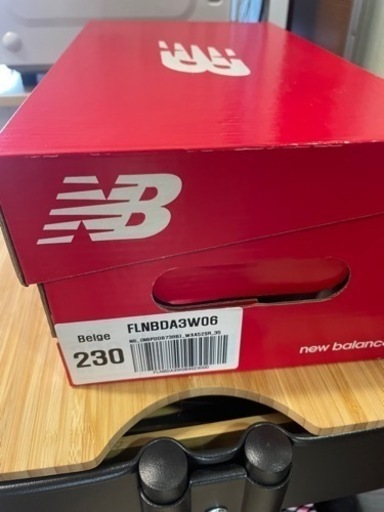 NB
NB
Beige
FLNBDA3W06
230
new balance